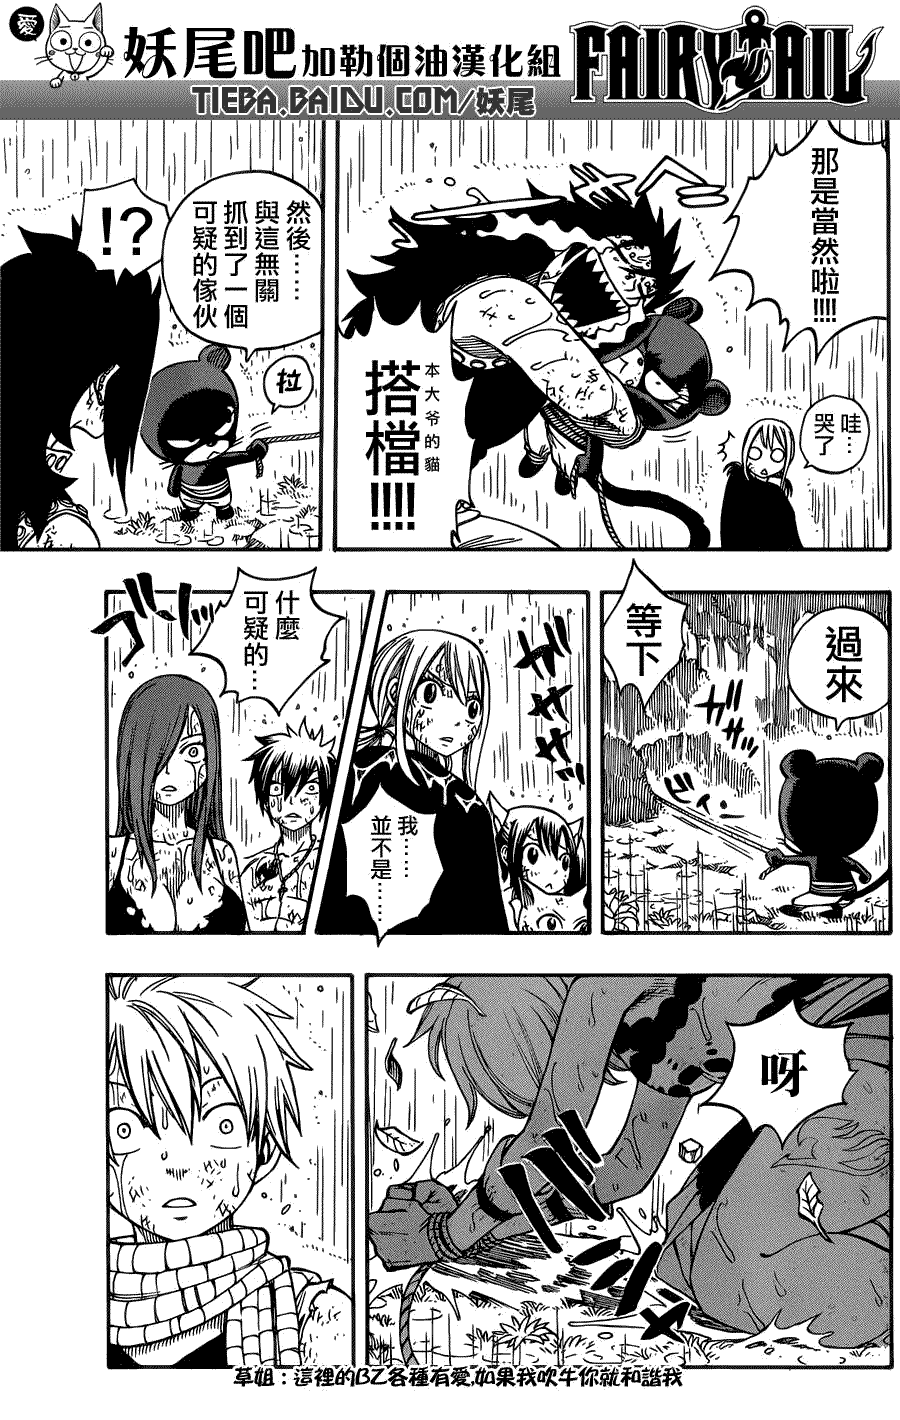 愛
妖尾吧加勒個油漢化組
FAIRY TAIL
TIEBA.BAIDU.COM/妖尾
那是當然啦!!!!
本大爷的貓
搭檔!!!!
哇…
哭了
然後……
與這無關
抓到了一個
可疑的傢伙
拉
!?
過來
等下
我……
並不是……
什麼
可疑的…
呀
草姐：這裡的BZ各種有愛,如果我吹牛你就和諧我